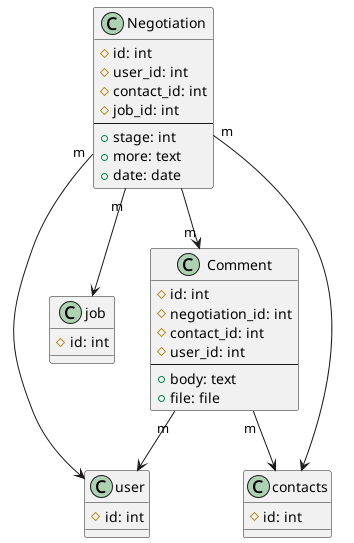 C Negotiation
id: int
user_id: int
contact_id: int
job_id: int
stage: int
more: text
date: date
m
m
m
m
C job
id: int
C Comment
id: int
negotiation_id: int
contact_id: int
user_id: int
body: text
file: file
m
m
C user
id: int
C contacts
id: int